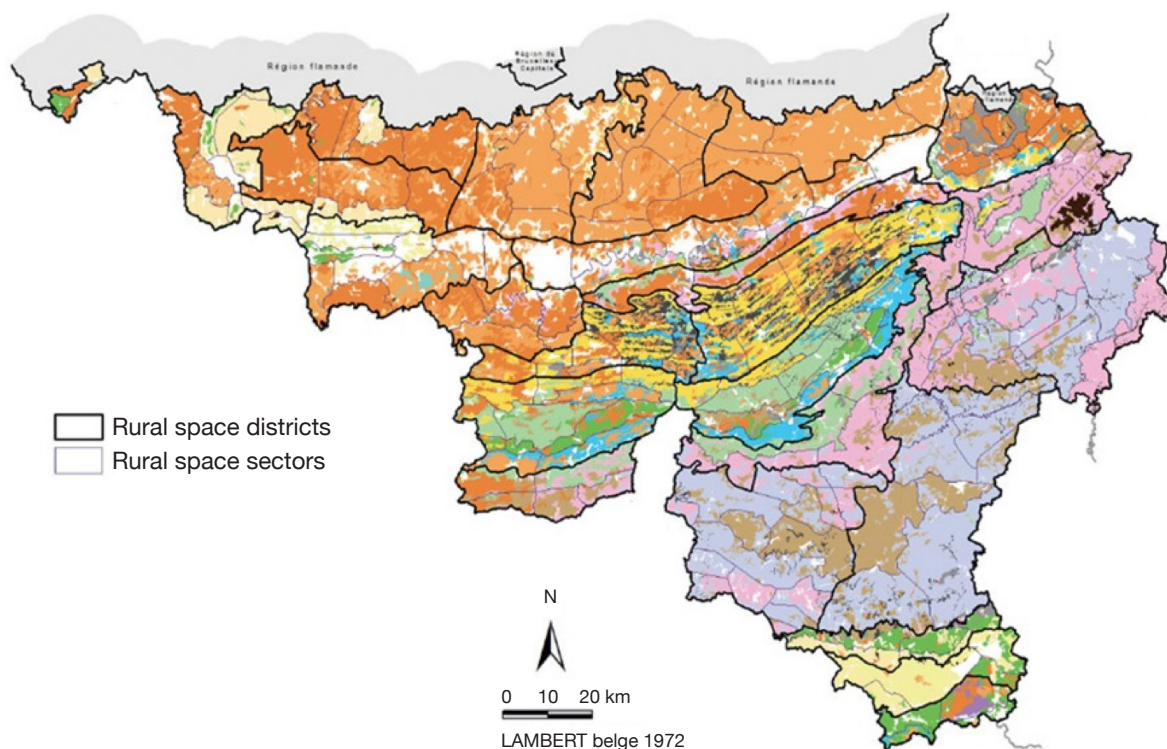 Région de
Bruxelles
Capitale
Région flamande
Région flamande
Région
flamande
Rural space districts
Rural space sectors
N
0 10 20 km
LAMBERT belge 1972